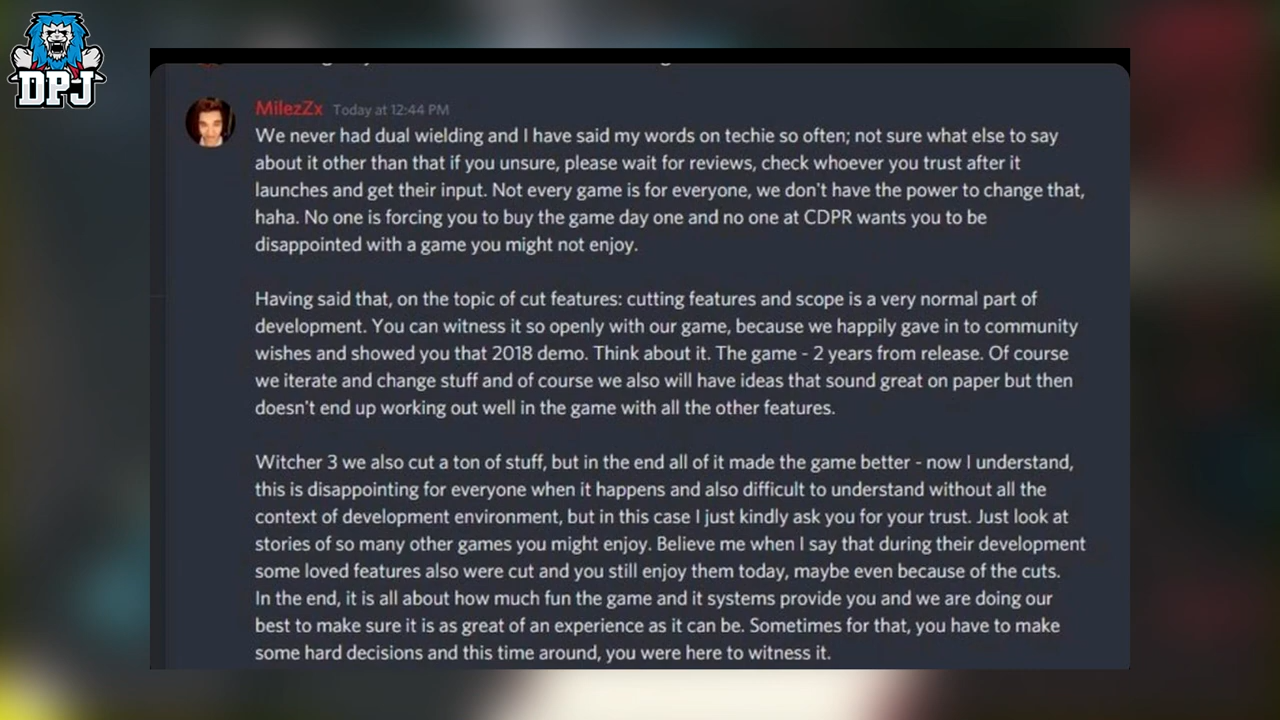 DPJ
MilezZx Today at 12:44 PM
We never had dual wielding and I have said my words on techie so often; not sure what else to say
about it other than that if you unsure, please wait for reviews, check whoever you trust after it
launches and get their input. Not every game is for everyone, we don't have the power to change that,
haha. No one is forcing you to buy the game day one and no one at CDPR wants you to be
disappointed with a game you might not enjoy.
Having said that, on the topic of cut features: cutting features and scope is a very normal part of
development. You can witness it so openly with our game, because we happily gave in to community
wishes and showed you that 2018 demo. Think about it. The game - 2 years from release. Of course
we iterate and change stuff and of course we also will have ideas that sound great on paper but then
doesn't end up working out well in the game with all the other features.
Witcher 3 we also cut a ton of stuff, but in the end all of it made the game better - now I understand,
this is disappointing for everyone when it happens and also difficult to understand without all the
context of development environment, but in this case I just kindly ask you for your trust. Just look at
stories of so many other games you might enjoy. Believe me when I say that during their development
some loved features also were cut and you still enjoy them today, maybe even because of the cuts.
In the end, it is all about how much fun the game and it systems provide you and we are doing our
best to make sure it is as great of an experience as it can be. Sometimes for that, you have to make
some hard decisions and this time around, you were here to witness it.